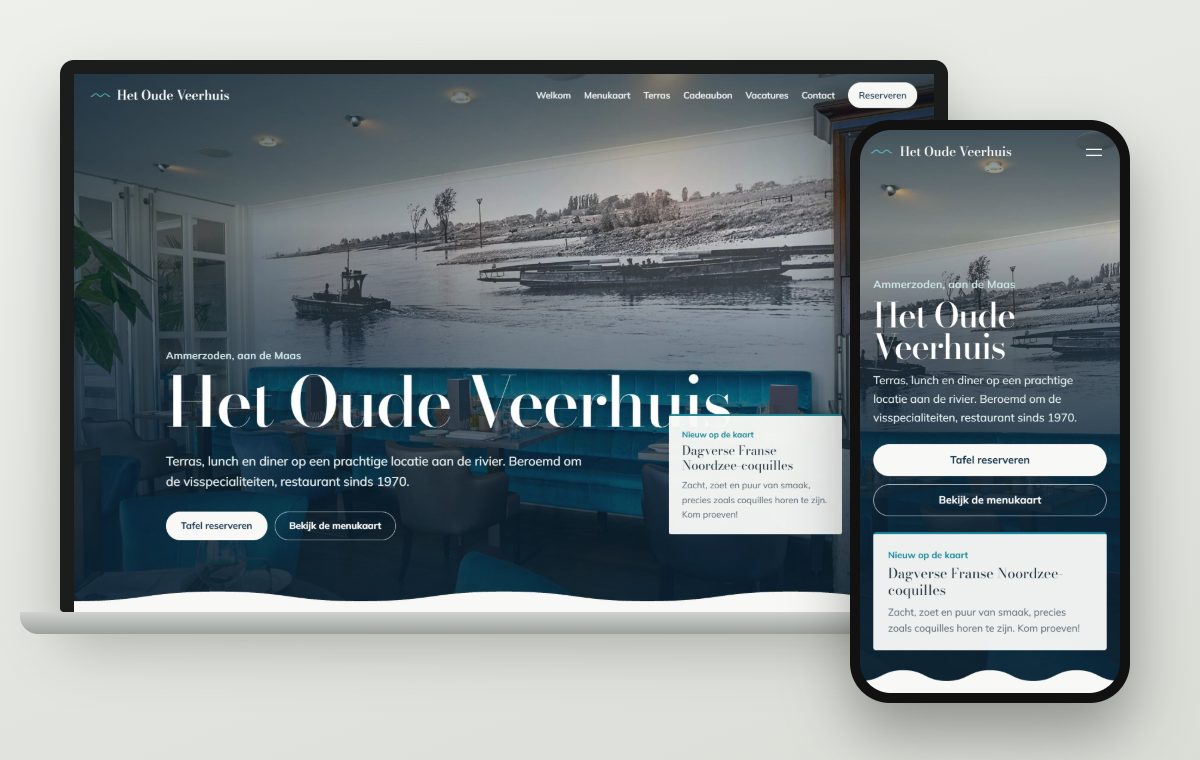 Het Oude Veerhuis
Welkom Menukaart Terras Cadeaubon Vacatures Contact Reserveren
Ammerzoden, aan de Maas
Het Oude Veerhuis
Terras, lunch en diner op een prachtige locatie aan de rivier. Beroemd om
de visspecialiteiten, restaurant sinds 1970.
Tafel reserveren Bekijk de menukaart
Nieuw op de kaart
Dagverse Franse
Noordzee-coquilles
Zacht, zoet en puur van smaak,
precies zoals coquilles horen te zijn.
Kom proeven!
Het Oude Veerhuis
Ammerzoden, aan de Maas
Het Oude
Veerhuis
Terras, lunch en diner op een prachtige
locatie aan de rivier. Beroemd om de
visspecialiteiten, restaurant sinds 1970.
Tafel reserveren
Bekijk de menukaart
Nieuw op de kaart
Dagverse Franse Noordzee-
coquilles
Zacht, zoet en puur van smaak, precies
zoals coquilles horen te zijn. Kom proeven!